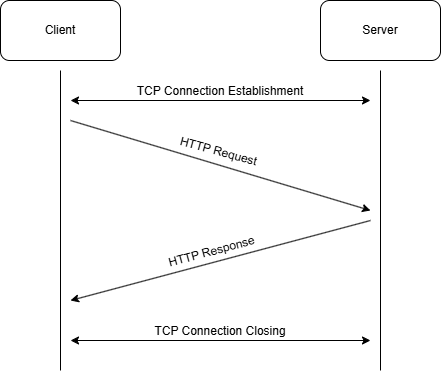 Client
Server
TCP Connection Establishment
HTTP Request
HTTP Response
TCP Connection Closing